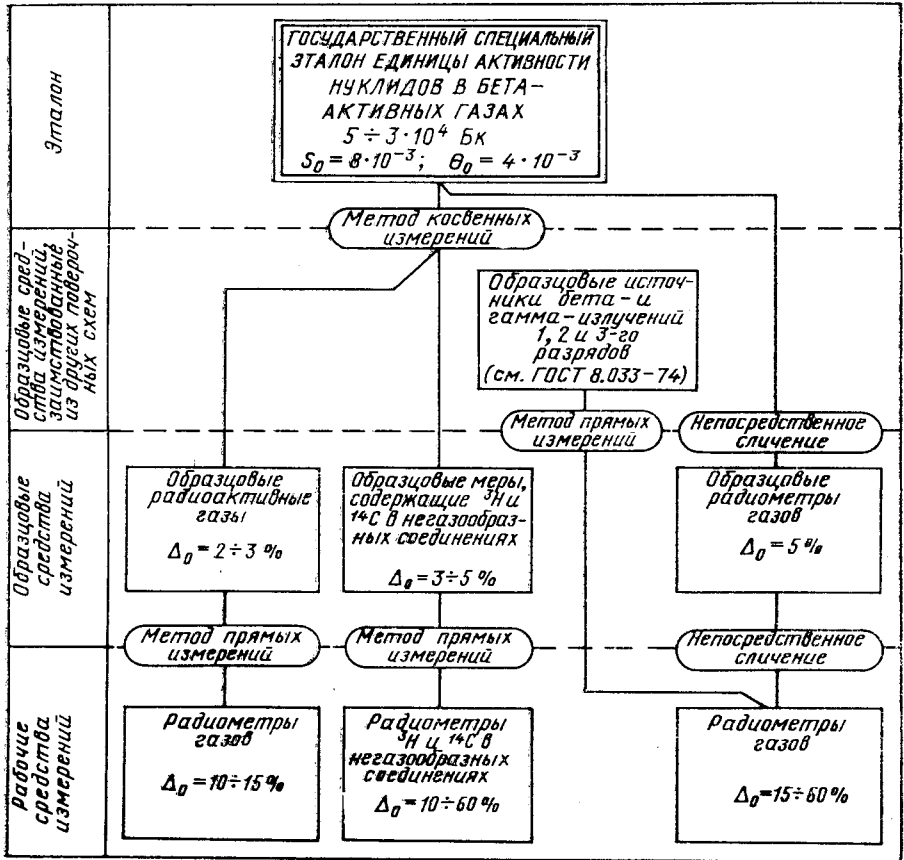 Эталон
ГОСУДАРСТВЕННЫЙ СПЕЦИАЛЬНЫЙ
ЭТАЛОН ЕДИНИЦЫ АКТИВНОСТИ
НУКЛИДОВ В БЕТА-
АКТИВНЫХ ГАЗАХ
5 ÷ 3·10⁴ Бк
S₀ = 8·10⁻³; Θ₀ = 4·10⁻³
Метод косвенных
измерений
Образцовые сред-
ства измерений,
заимствованные
из других повероч-
ных схем
Образцовые источ-
ники бета- и
гамма-излучений
1, 2 и 3-го
разрядов
(см. ГОСТ 8.033-74)
Метод прямых
измерений
Непосредственное
сличение
Образцовые
средства
измерений
Образцовые
радиоактивные
газы
Δ₀ = 2÷3 %
Образцовые меры,
содержащие ³H и
¹⁴C в негазообраз-
ных соединениях
Δ₀ = 3÷5 %
Образцовые
радиометры
газов
Δ₀ = 5 %
Метод прямых
измерений
Метод прямых
измерений
Непосредственное
сличение
Рабочие
средства
измерений
Радиометры
газов
Δ₀ = 10÷15 %
Радиометры
³H и ¹⁴C в
негазообразных
соединениях
Δ₀ = 10÷60 %
Радиометры
газов
Δ₀ = 15÷60 %